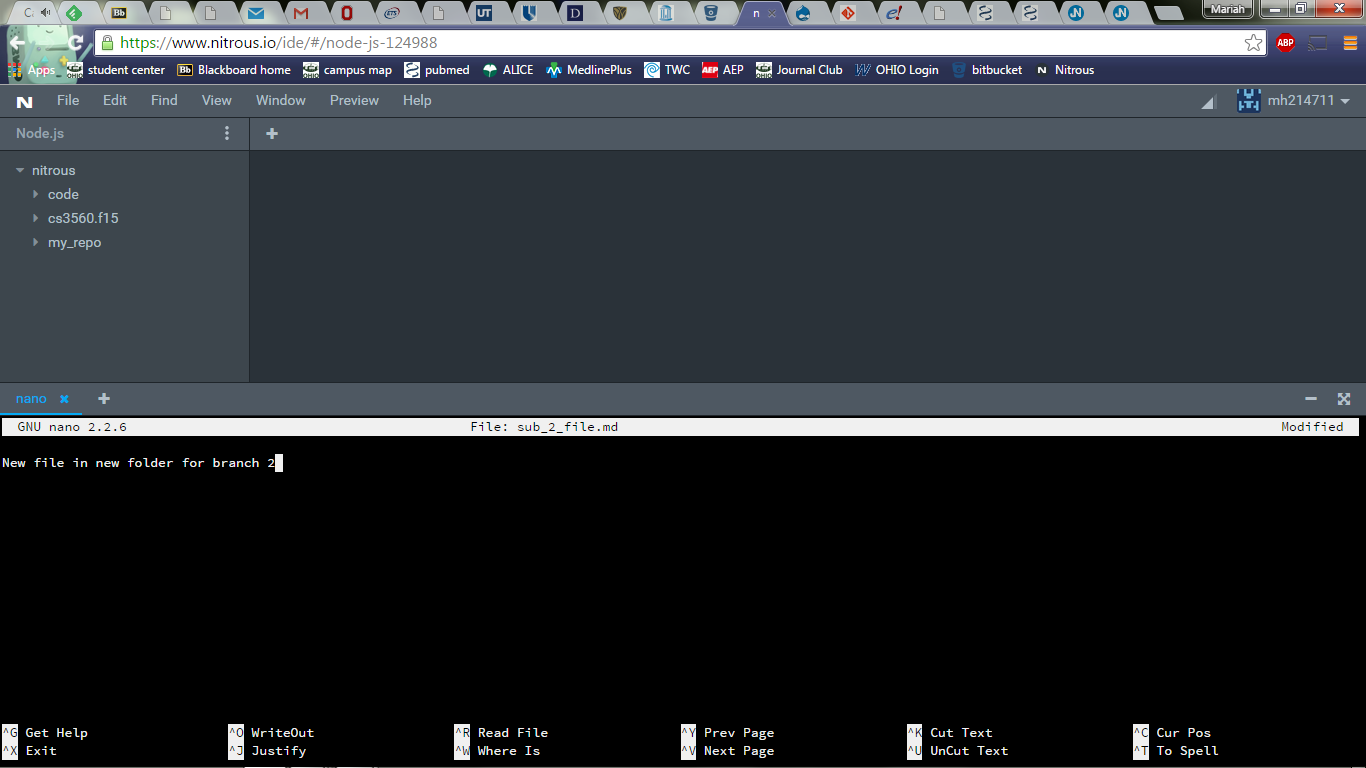 Mariah
https://www.nitrous.io/ide/#/node-js-124988
ABP
Apps student center Bb Blackboard home campus map pubmed ALICE MedlinePlus TWC AEP AEP Journal Club OHIO Login bitbucket N Nitrous
N File Edit Find View Window Preview Help mh214711
Node.js
nitrous
code
cs3560.f15
my_repo
nano
GNU nano 2.2.6 File: sub_2_file.md Modified
New file in new folder for branch 2
^G Get Help ^O WriteOut ^R Read File ^Y Prev Page ^K Cut Text ^C Cur Pos
^X Exit ^J Justify ^W Where Is ^V Next Page ^U UnCut Text ^T To Spell